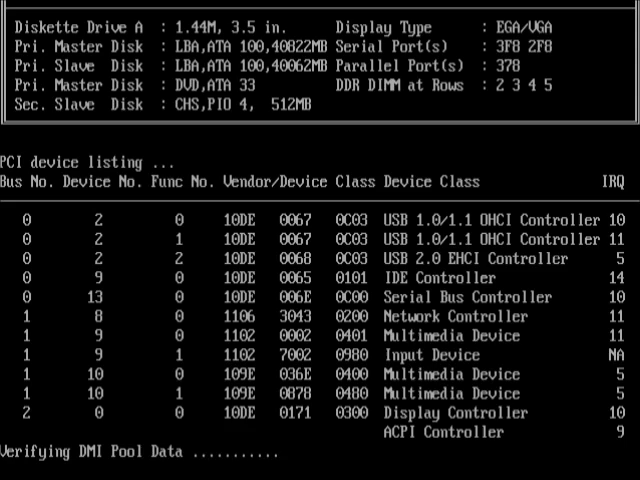 Diskette Drive A : 1.44M, 3.5 in. Display Type : EGA/VGA
Pri. Master Disk : LBA,ATA 100,40822MB Serial Port(s) : 3F8 2F8
Pri. Slave Disk : LBA,ATA 100,40062MB Parallel Port(s) : 378
Pri. Master Disk : DVD,ATA 33 DDR DIMM at Rows : 2 3 4 5
Sec. Slave Disk : CHS,PIO 4, 512MB
PCI device listing ...
Bus No. Device No. Func No. Vendor/Device Class Device Class IRQ
0 2 0 10DE 0067 0C03 USB 1.0/1.1 OHCI Controller 10
0 2 1 10DE 0067 0C03 USB 1.0/1.1 OHCI Controller 11
0 2 2 10DE 0068 0C03 USB 2.0 EHCI Controller 5
0 9 0 10DE 0065 0101 IDE Controller 14
0 13 0 10DE 006E 0C00 Serial Bus Controller 10
1 8 0 1106 3043 0200 Network Controller 11
1 9 0 1102 0002 0401 Multimedia Device 11
1 9 1 1102 7002 0980 Input Device NA
1 10 0 109E 036E 0400 Multimedia Device 5
1 10 1 109E 0878 0480 Multimedia Device 5
2 0 0 10DE 0171 0300 Display Controller 10
ACPI Controller 9
Verifying DMI Pool Data ...........